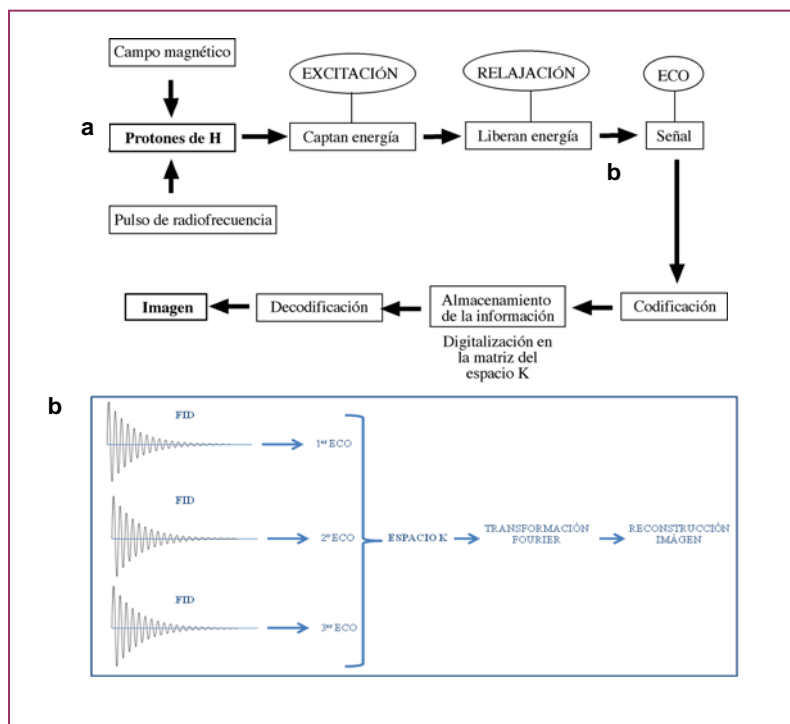 Campo magnético
EXCITACIÓN
RELAJACIÓN
ECO
a
Protones de H
Captan energía
Liberan energía
Señal
b
Pulso de radiofrecuencia
Imagen
Decodificación
Almacenamiento
de la información
Codificación
Digitalización en
la matriz del
espacio K
b
FID
1er ECO
FID
2º ECO
ESPACIO K
TRANSFORMACIÓN
FOURIER
RECONSTRUCCIÓN
IMÁGEN
FID
3er ECO